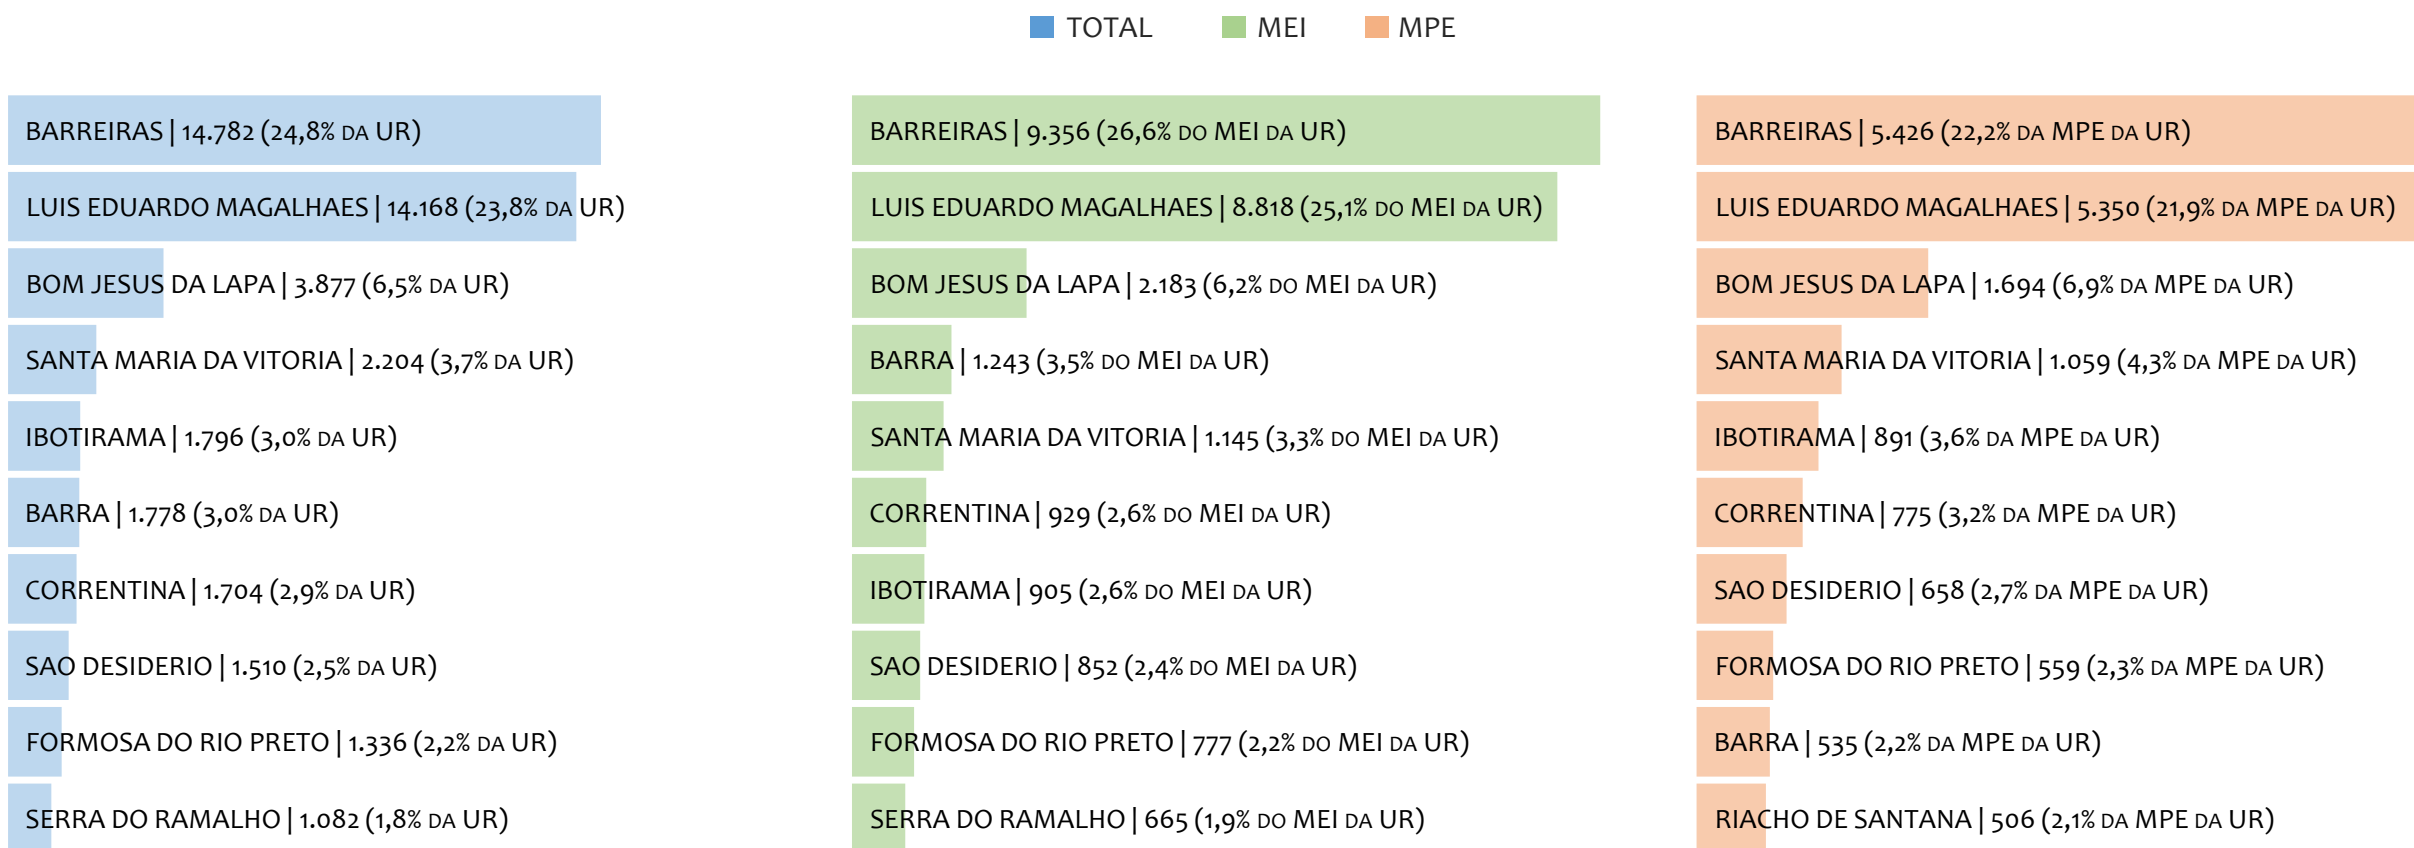 TOTAL MEI MPE
BARREIRAS | 14.782 (24,8% DA UR)
LUIS EDUARDO MAGALHAES | 14.168 (23,8% DA UR)
BOM JESUS DA LAPA | 3.877 (6,5% DA UR)
SANTA MARIA DA VITORIA | 2.204 (3,7% DA UR)
IBOTIRAMA | 1.796 (3,0% DA UR)
BARRA | 1.778 (3,0% DA UR)
CORRENTINA | 1.704 (2,9% DA UR)
SAO DESIDERIO | 1.510 (2,5% DA UR)
FORMOSA DO RIO PRETO | 1.336 (2,2% DA UR)
SERRA DO RAMALHO | 1.082 (1,8% DA UR)
BARREIRAS | 9.356 (26,6% DO MEI DA UR)
LUIS EDUARDO MAGALHAES | 8.818 (25,1% DO MEI DA UR)
BOM JESUS DA LAPA | 2.183 (6,2% DO MEI DA UR)
BARRA | 1.243 (3,5% DO MEI DA UR)
SANTA MARIA DA VITORIA | 1.145 (3,3% DO MEI DA UR)
CORRENTINA | 929 (2,6% DO MEI DA UR)
IBOTIRAMA | 905 (2,6% DO MEI DA UR)
SAO DESIDERIO | 852 (2,4% DO MEI DA UR)
FORMOSA DO RIO PRETO | 777 (2,2% DO MEI DA UR)
SERRA DO RAMALHO | 665 (1,9% DO MEI DA UR)
BARREIRAS | 5.426 (22,2% DA MPE DA UR)
LUIS EDUARDO MAGALHAES | 5.350 (21,9% DA MPE DA UR)
BOM JESUS DA LAPA | 1.694 (6,9% DA MPE DA UR)
SANTA MARIA DA VITORIA | 1.059 (4,3% DA MPE DA UR)
IBOTIRAMA | 891 (3,6% DA MPE DA UR)
CORRENTINA | 775 (3,2% DA MPE DA UR)
SAO DESIDERIO | 658 (2,7% DA MPE DA UR)
FORMOSA DO RIO PRETO | 559 (2,3% DA MPE DA UR)
BARRA | 535 (2,2% DA MPE DA UR)
RIACHO DE SANTANA | 506 (2,1% DA MPE DA UR)